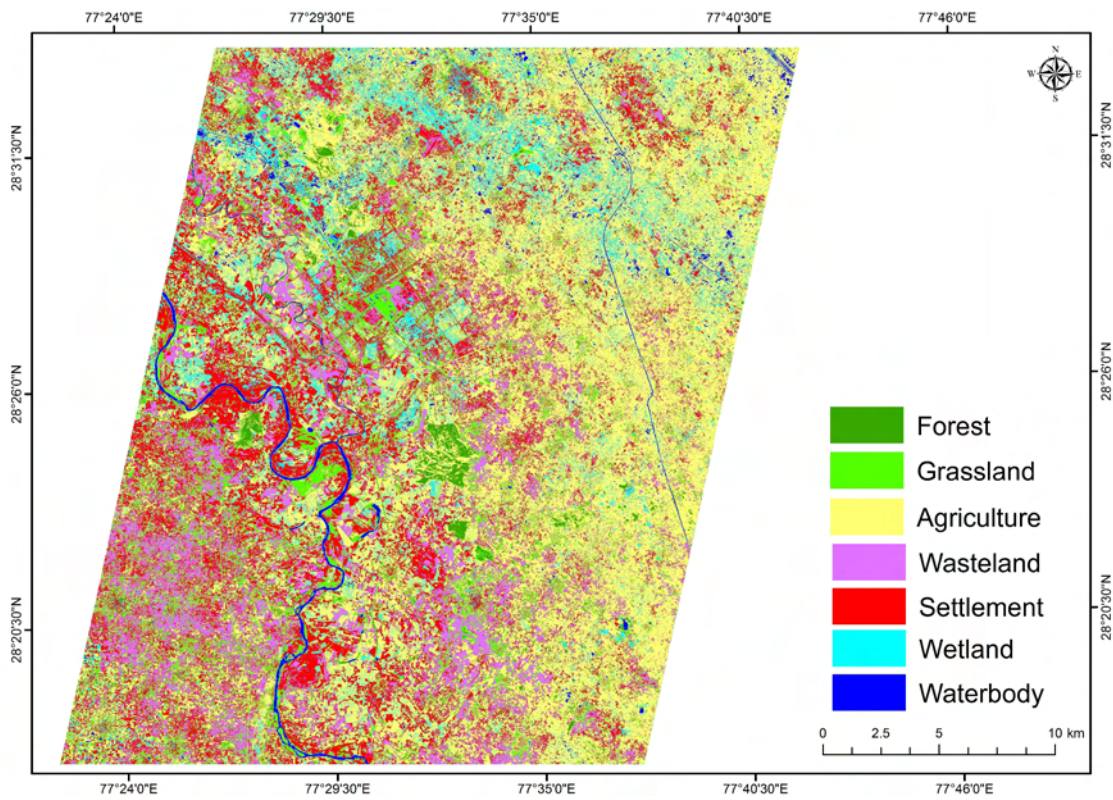 77°24'0"E 77°29'30"E 77°35'0"E 77°40'30"E 77°46'0"E
N
W E
S
28°31'30"N 28°31'30"N
28°26'0"N 28°26'0"N
28°20'30"N 28°20'30"N
Forest
Grassland
Agriculture
Wasteland
Settlement
Wetland
Waterbody
0 2.5 5 10 km
77°24'0"E 77°29'30"E 77°35'0"E 77°40'30"E 77°46'0"E